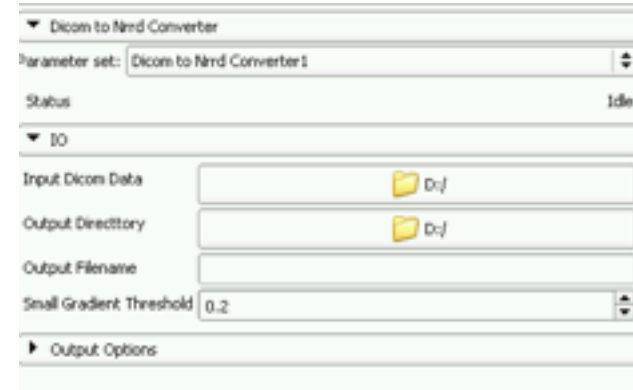 Dicom to Nrrd Converter
Parameter set: Dicom to Nrrd Converter1
Status Idle
IO
Input Dicom Data D:/
Output Directtory D:/
Output Filename
Small Gradient Threshold 0.2
Output Options